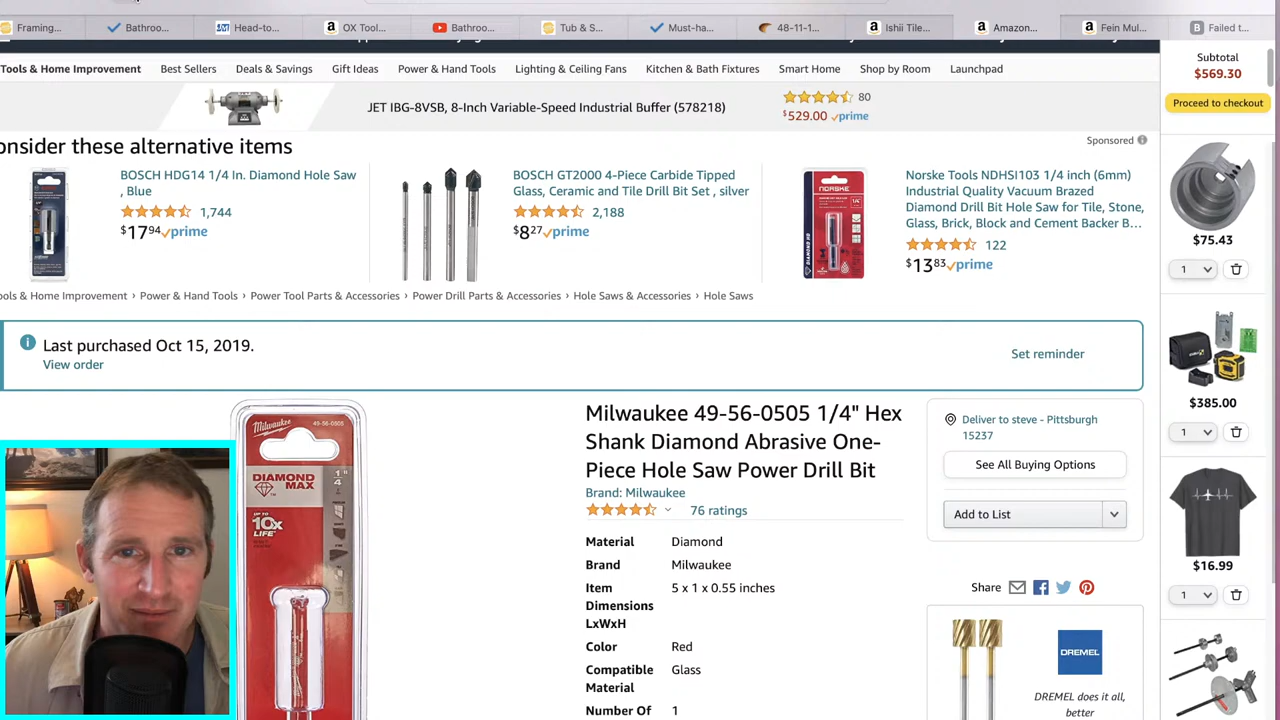 Framing...
Bathroo...
Head-to...
OX Tool...
Bathroo...
Tub & S...
Must-ha...
48-11-1...
Ishii Tile...
Amazon...
Fein Mul...
Failed t...
Tools & Home Improvement
Best Sellers
Deals & Savings
Gift Ideas
Power & Hand Tools
Lighting & Ceiling Fans
Kitchen & Bath Fixtures
Smart Home
Shop by Room
Launchpad
Subtotal
$569.30
Proceed to checkout
JET IBG-8VSB, 8-Inch Variable-Speed Industrial Buffer (578218)
80
$529.00 prime
onsider these alternative items
Sponsored
BOSCH HDG14 1/4 In. Diamond Hole Saw
, Blue
1,744
$17 94 prime
BOSCH GT2000 4-Piece Carbide Tipped
Glass, Ceramic and Tile Drill Bit Set , silver
2,188
$8 27 prime
NORSKE
Norske Tools NDHSI103 1/4 inch (6mm)
Industrial Quality Vacuum Brazed
Diamond Drill Bit Hole Saw for Tile, Stone,
Glass, Brick, Block and Cement Backer B...
122
$13 83 prime
ools & Home Improvement › Power & Hand Tools › Power Tool Parts & Accessories › Power Drill Parts & Accessories › Hole Saws & Accessories › Hole Saws
Last purchased Oct 15, 2019.
View order
Set reminder
$75.43
1
$385.00
1
$16.99
1
Milwaukee
49-56-0505
DIAMOND
MAX
1"
4
UP TO
10X
LIFE
Milwaukee 49-56-0505 1/4" Hex
Shank Diamond Abrasive One-
Piece Hole Saw Power Drill Bit
Brand: Milwaukee
76 ratings
Material Diamond
Brand Milwaukee
Item 5 x 1 x 0.55 inches
Dimensions
LxWxH
Color Red
Compatible Glass
Material
Number Of 1
Deliver to steve - Pittsburgh
15237
See All Buying Options
Add to List
Share
DREMEL
DREMEL does it all,
better